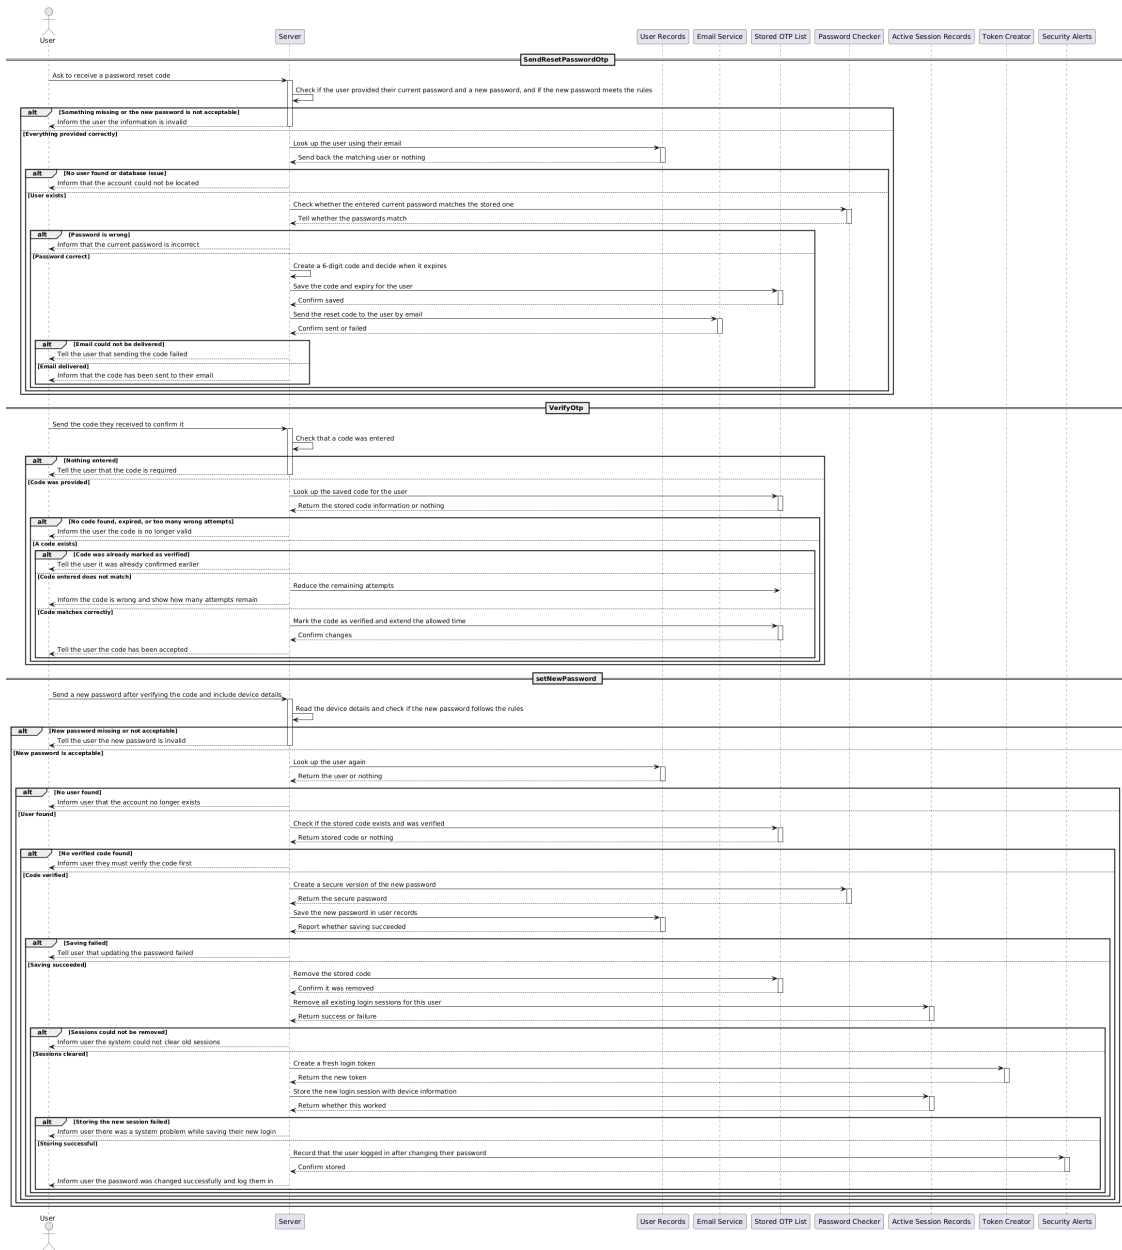 User
Server
User Records
Email Service
Stored OTP List
Password Checker
Active Session Records
Token Creator
Security Alerts
SendResetPasswordOtp
Ask to receive a password reset code
Check if the user provided their current password and a new password, and if the new password meets the rules
alt [Something missing or the new password is not acceptable]
Inform the user the information is invalid
[Everything provided correctly]
Look up the user using their email
Send back the matching user or nothing
alt [No user found or database issue]
Inform that the account could not be located
[User exists]
Check whether the entered current password matches the stored one
Tell whether the passwords match
alt [Password is wrong]
Inform that the current password is incorrect
[Password correct]
Create a 6-digit code and decide when it expires
Save the code and expiry for the user
Confirm saved
Send the reset code to the user by email
Confirm sent or failed
alt [Email could not be delivered]
Tell the user that sending the code failed
[Email delivered]
Inform that the code has been sent to their email
VerifyOtp
Send the code they received to confirm it
Check that a code was entered
alt [Nothing entered]
Tell the user that the code is required
[Code was provided]
Look up the saved code for the user
Return the stored code information or nothing
alt [No code found, expired, or too many wrong attempts]
Inform the user the code is no longer valid
[A code exists]
alt [Code was already marked as verified]
Tell the user it was already confirmed earlier
[Code entered does not match]
Reduce the remaining attempts
Inform the code is wrong and show how many attempts remain
[Code matches correctly]
Mark the code as verified and extend the allowed time
Confirm changes
Tell the user the code has been accepted
setNewPassword
Send a new password after verifying the code and include device details
Read the device details and check if the new password follows the rules
alt [New password missing or not acceptable]
Tell the user the new password is invalid
[New password is acceptable]
Look up the user again
Return the user or nothing
alt [No user found]
Inform user that the account no longer exists
[User found]
Check if the stored code exists and was verified
Return stored code or nothing
alt [No verified code found]
Inform user they must verify the code first
[Code verified]
Create a secure version of the new password
Return the secure password
Save the new password in user records
Report whether saving succeeded
alt [Saving failed]
Tell user that updating the password failed
[Saving succeeded]
Remove the stored code
Confirm it was removed
Remove all existing login sessions for this user
Return success or failure
alt [Sessions could not be removed]
Inform user the system could not clear old sessions
[Sessions cleared]
Create a fresh login token
Return the new token
Store the new login session with device information
Return whether this worked
alt [Storing the new session failed]
Inform user there was a system problem while saving their new login
[Storing successful]
Record that the user logged in after changing their password
Confirm stored
Inform user the password was changed successfully and log them in
User
Server
User Records
Email Service
Stored OTP List
Password Checker
Active Session Records
Token Creator
Security Alerts